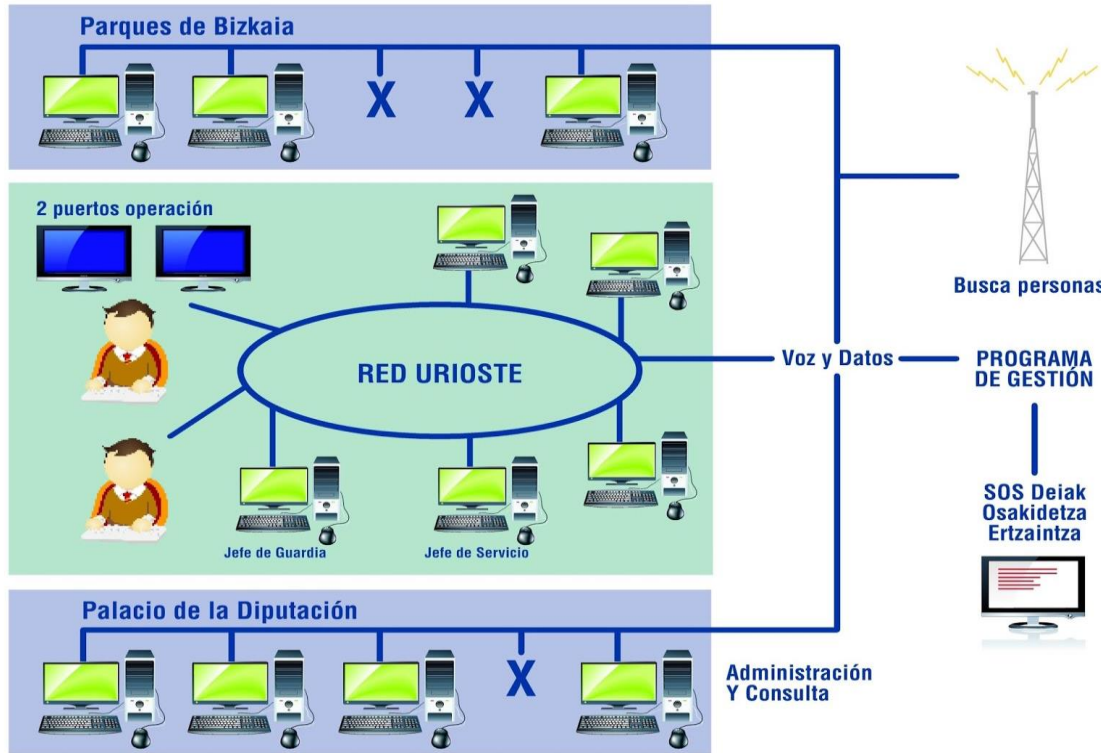 Parques de Bizkaia
X
X
2 puertos operación
RED URIOSTE
Jefe de Guardia
Jefe de Servicio
Palacio de la Diputación
X
Administración
Y Consulta
Voz y Datos
Busca personas
PROGRAMA
DE GESTIÓN
SOS Deiak
Osakidetza
Ertzaintza